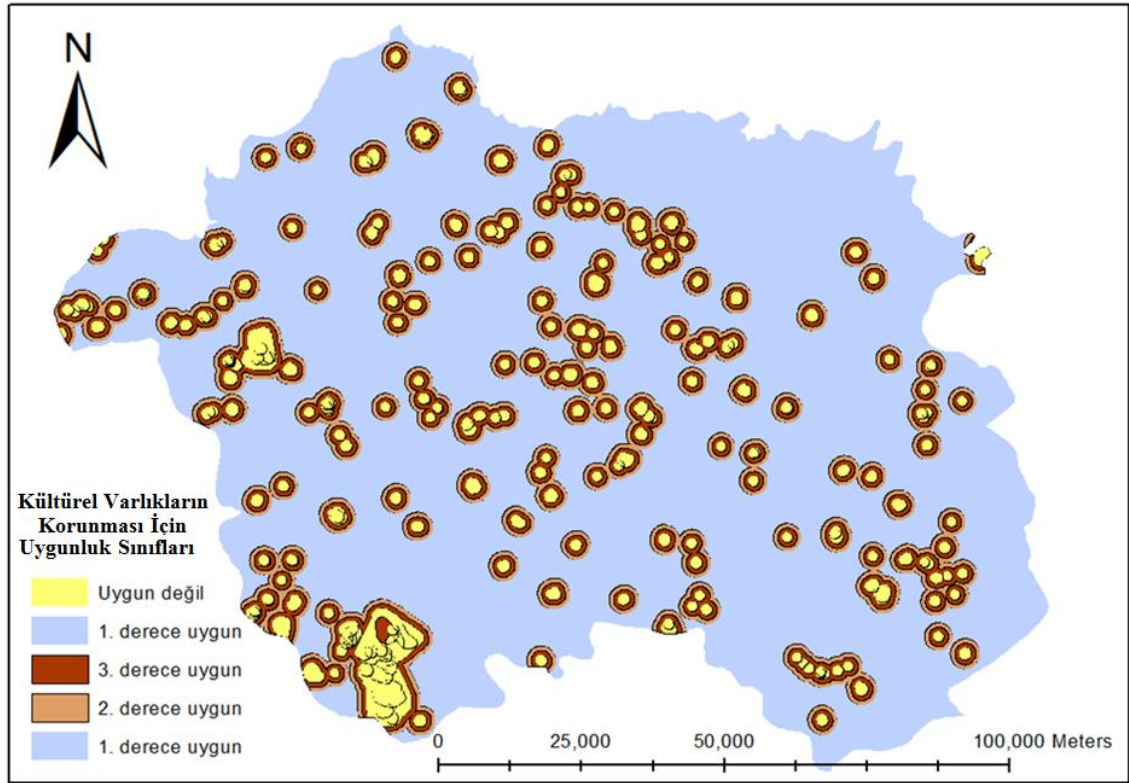 N
Kültürel Varlıkların
Korunması İçin
Uygunluk Sınıfları
Uygun değil
1. derece uygun
3. derece uygun
2. derece uygun
1. derece uygun
0 25,000 50,000 100,000 Meters